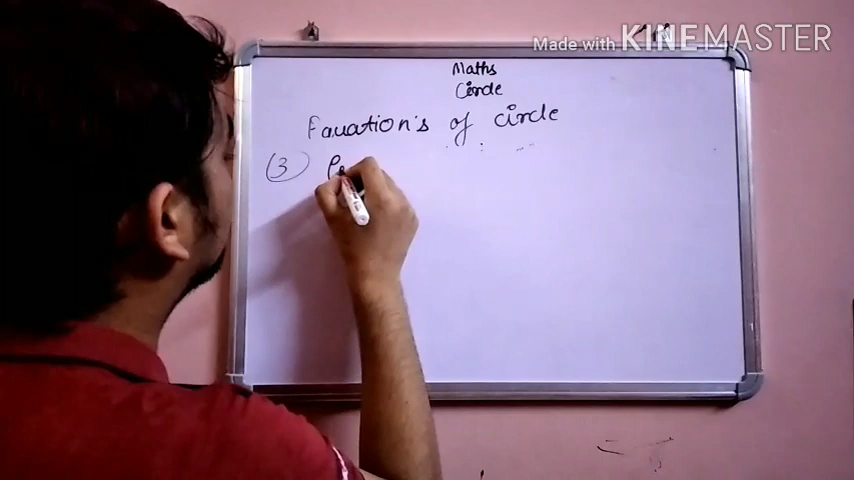 Made with KINEMASTER
Maths
Circle
Equation's of circle
(3)